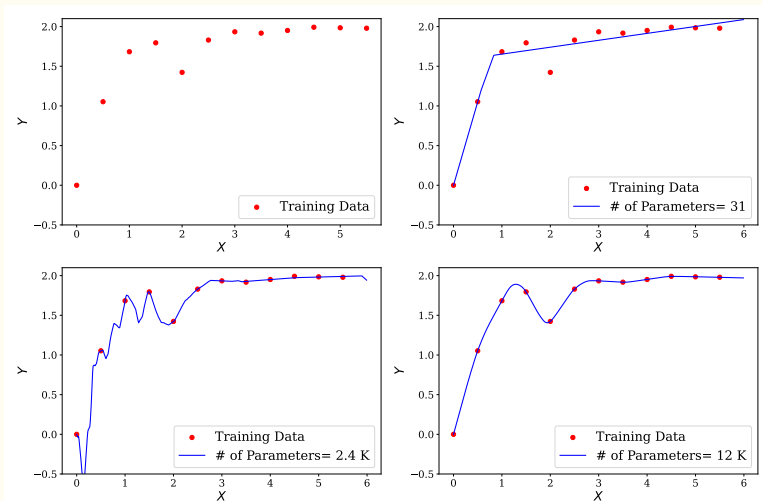 2.0
1.5
1.0
0.5
0.0
−0.5
Y
0 1 2 3 4 5
X
Training Data
2.0
1.5
1.0
0.5
0.0
−0.5
Y
0 1 2 3 4 5 6
X
Training Data
# of Parameters= 31
2.0
1.5
1.0
0.5
0.0
−0.5
Y
0 1 2 3 4 5 6
X
Training Data
# of Parameters= 2.4 K
2.0
1.5
1.0
0.5
0.0
−0.5
Y
0 1 2 3 4 5 6
X
Training Data
# of Parameters= 12 K